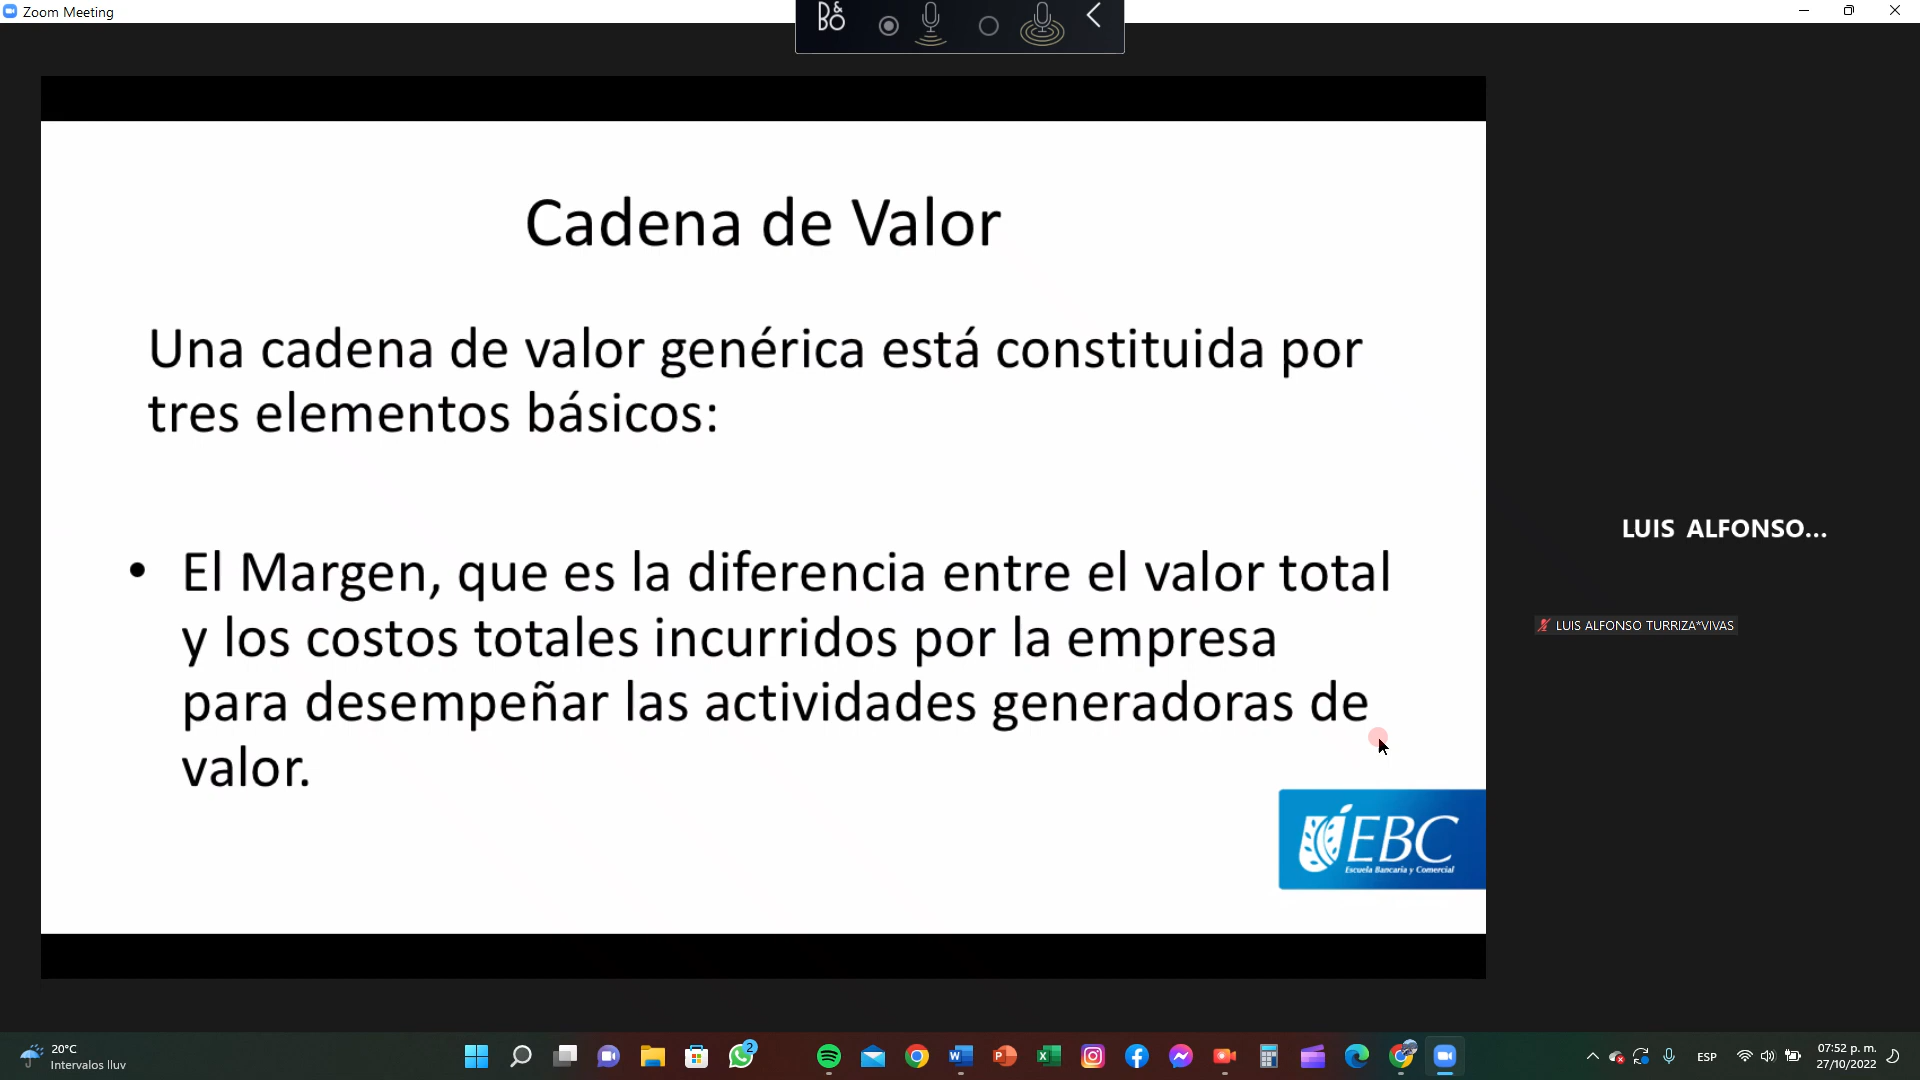 Zoom Meeting
B&O
Cadena de Valor
Una cadena de valor genérica está constituida por
tres elementos básicos:
• El Margen, que es la diferencia entre el valor total
y los costos totales incurridos por la empresa
para desempeñar las actividades generadoras de
valor.
EBC
Escuela Bancaria y Comercial
LUIS ALFONSO...
LUIS ALFONSO TURRIZA*VIVAS
20°C
Intervalos lluv
2
ESP
07:52 p. m.
27/10/2022